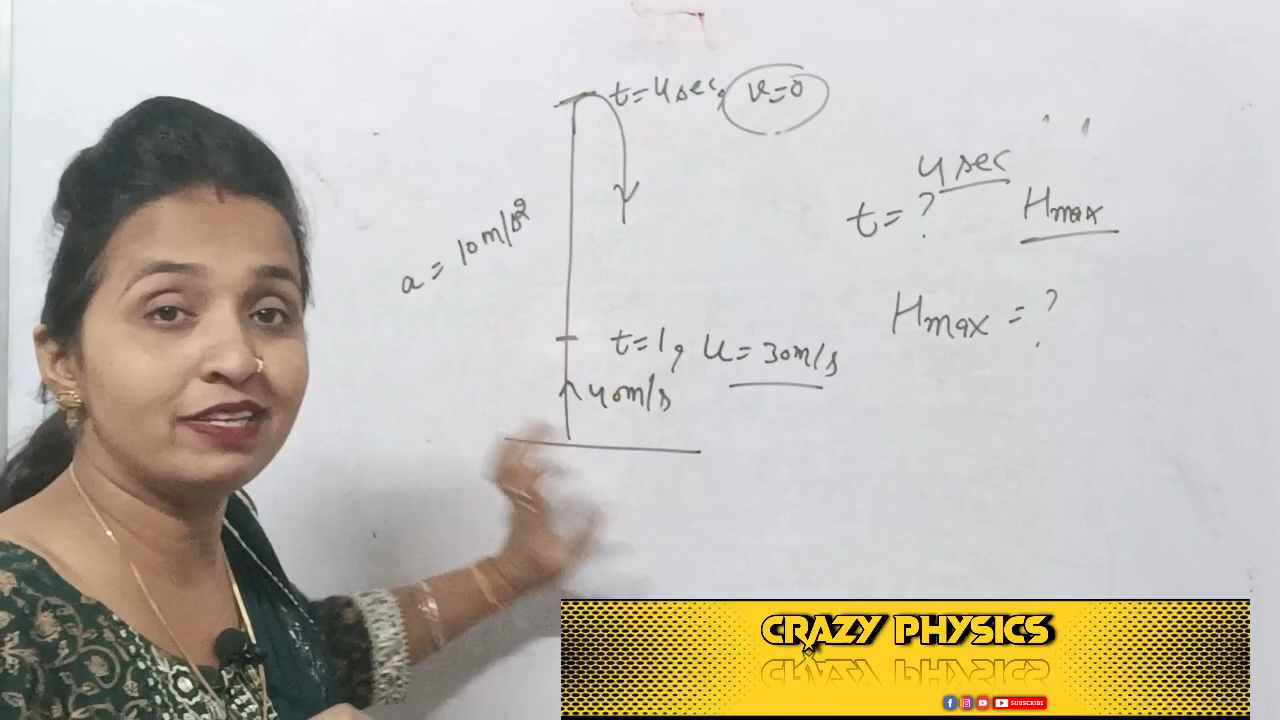 t=4sec, v=0
a = 10m/s²
4 sec
t=? Hmax
Hmax = ?
t=1, u=30m/s
40m/s
CRAZY PHYSICS
SUBSCRIBE